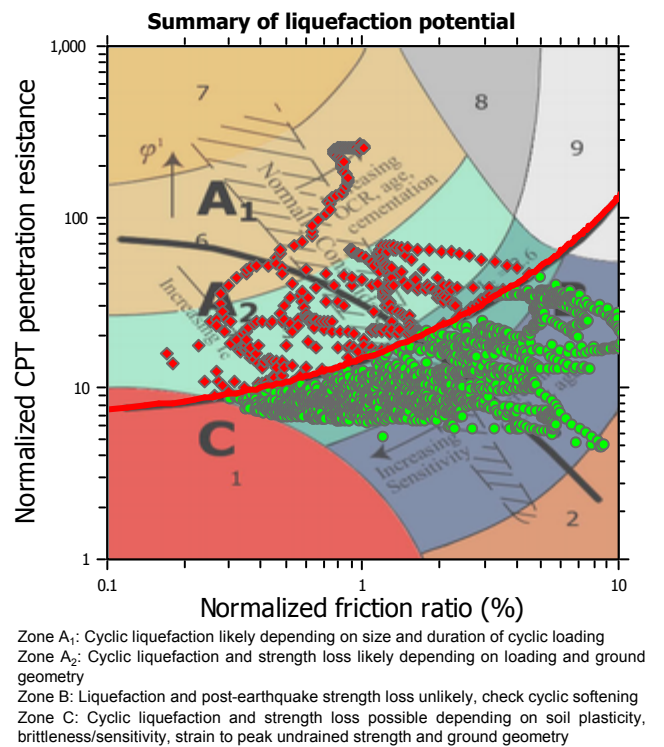 Summary of liquefaction potential
Normalized CPT penetration resistance
1,000
100
10
1
7
8
9
φ'
A1
6
Increasing
OCR, age,
cementation
A2
C
1
Increasing
Sensitivity
2
0.1
1
10
Normalized friction ratio (%)
Zone A1: Cyclic liquefaction likely depending on size and duration of cyclic loading
Zone A2: Cyclic liquefaction and strength loss likely depending on loading and ground
geometry
Zone B: Liquefaction and post-earthquake strength loss unlikely, check cyclic softening
Zone C: Cyclic liquefaction and strength loss possible depending on soil plasticity,
brittleness/sensitivity, strain to peak undrained strength and ground geometry